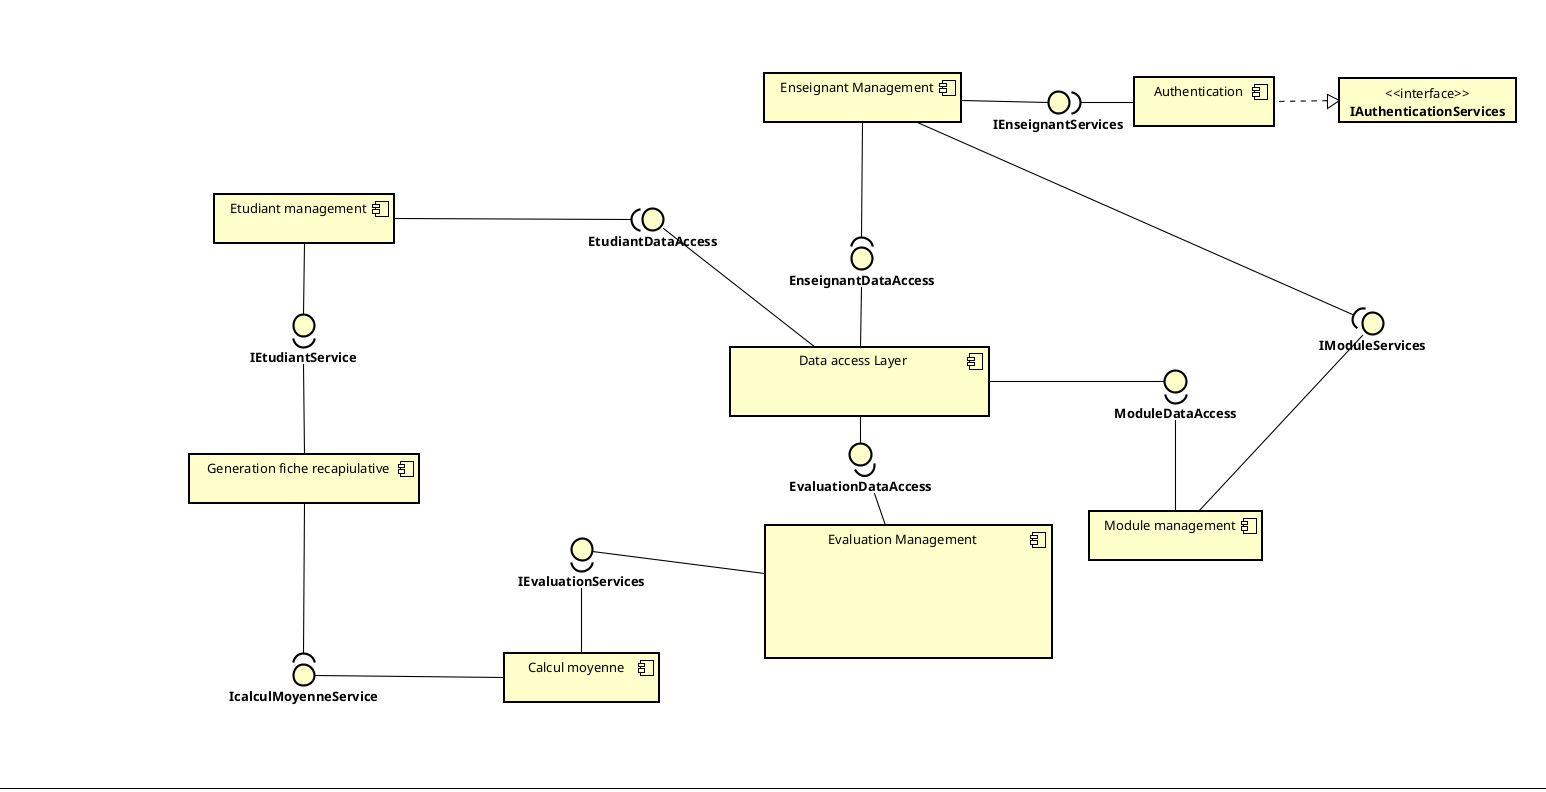 Enseignant Management
Authentication
<<interface>>
IAuthenticationServices
IEnseignantServices
Etudiant management
EtudiantDataAccess
EnseignantDataAccess
IModuleServices
IEtudiantService
Data access Layer
ModuleDataAccess
Generation fiche recapiulative
EvaluationDataAccess
Module management
Evaluation Management
IEvaluationServices
Calcul moyenne
IcalculMoyenneService